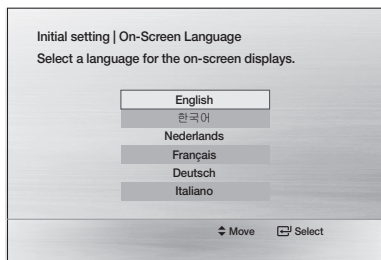 Initial setting | On-Screen Language
Select a language for the on-screen displays.
English
한국어
Nederlands
Français
Deutsch
Italiano
Move Select